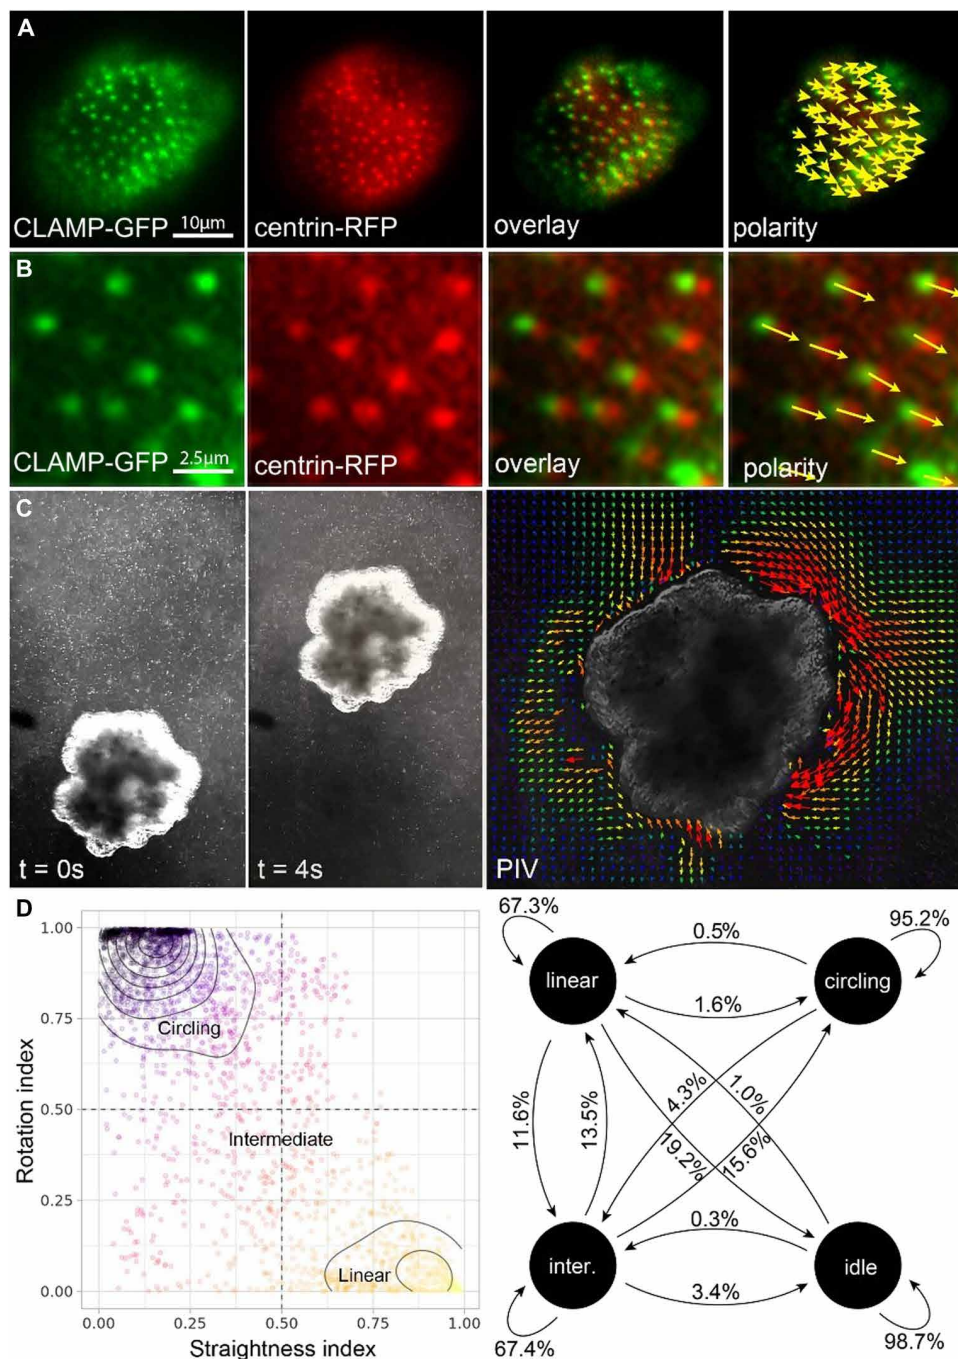 A
CLAMP-GFP 10µm
centrin-RFP
overlay
polarity
B
CLAMP-GFP 2.5µm
centrin-RFP
overlay
polarity
C
t = 0s
t = 4s
PIV
D
1.00
0.75
0.50
0.25
0.00
Rotation index
Circling
Intermediate
Linear
0.00 0.25 0.50 0.75 1.00
Straightness index
67.3%
95.2%
0.5%
linear
circling
1.6%
4.3%
1.0%
11.6%
13.5%
19.2%
15.6%
0.3%
inter.
idle
3.4%
67.4%
98.7%